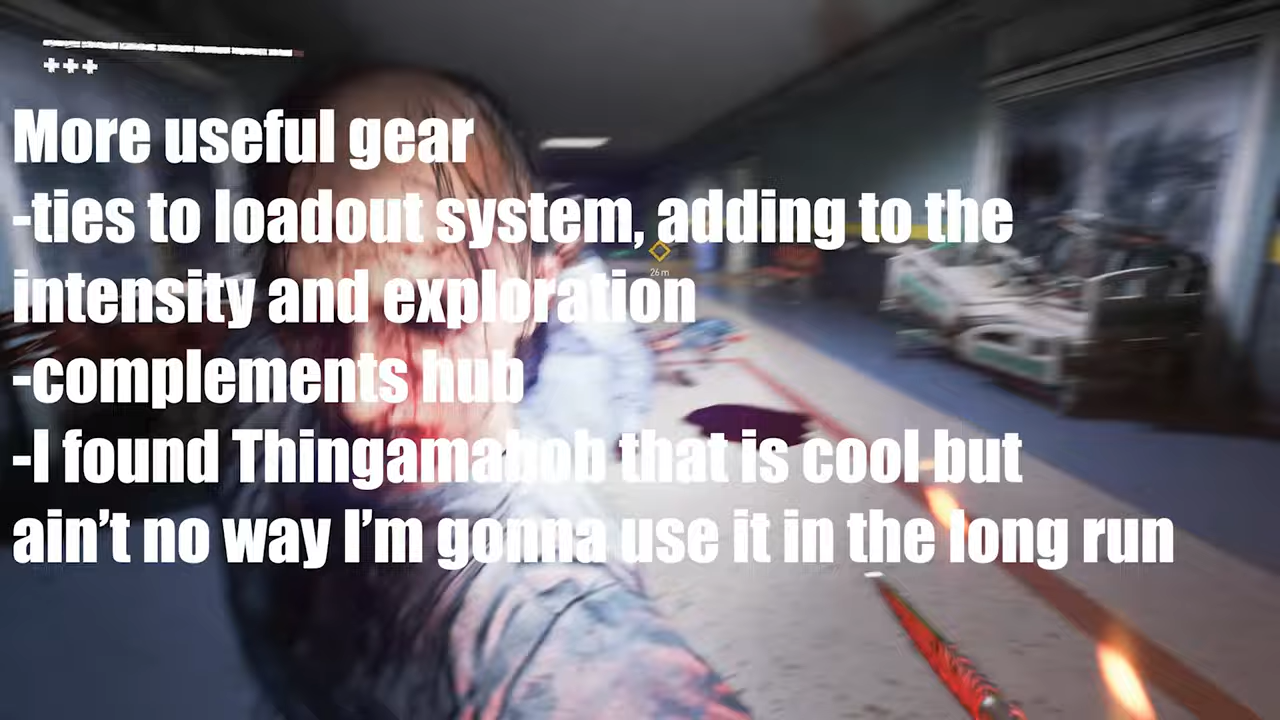 More useful gear
-ties to loadout system, adding to the
26 m
intensity and exploration
-complements hub
-I found Thingamabob that is cool but
ain't no way I'm gonna use it in the long run